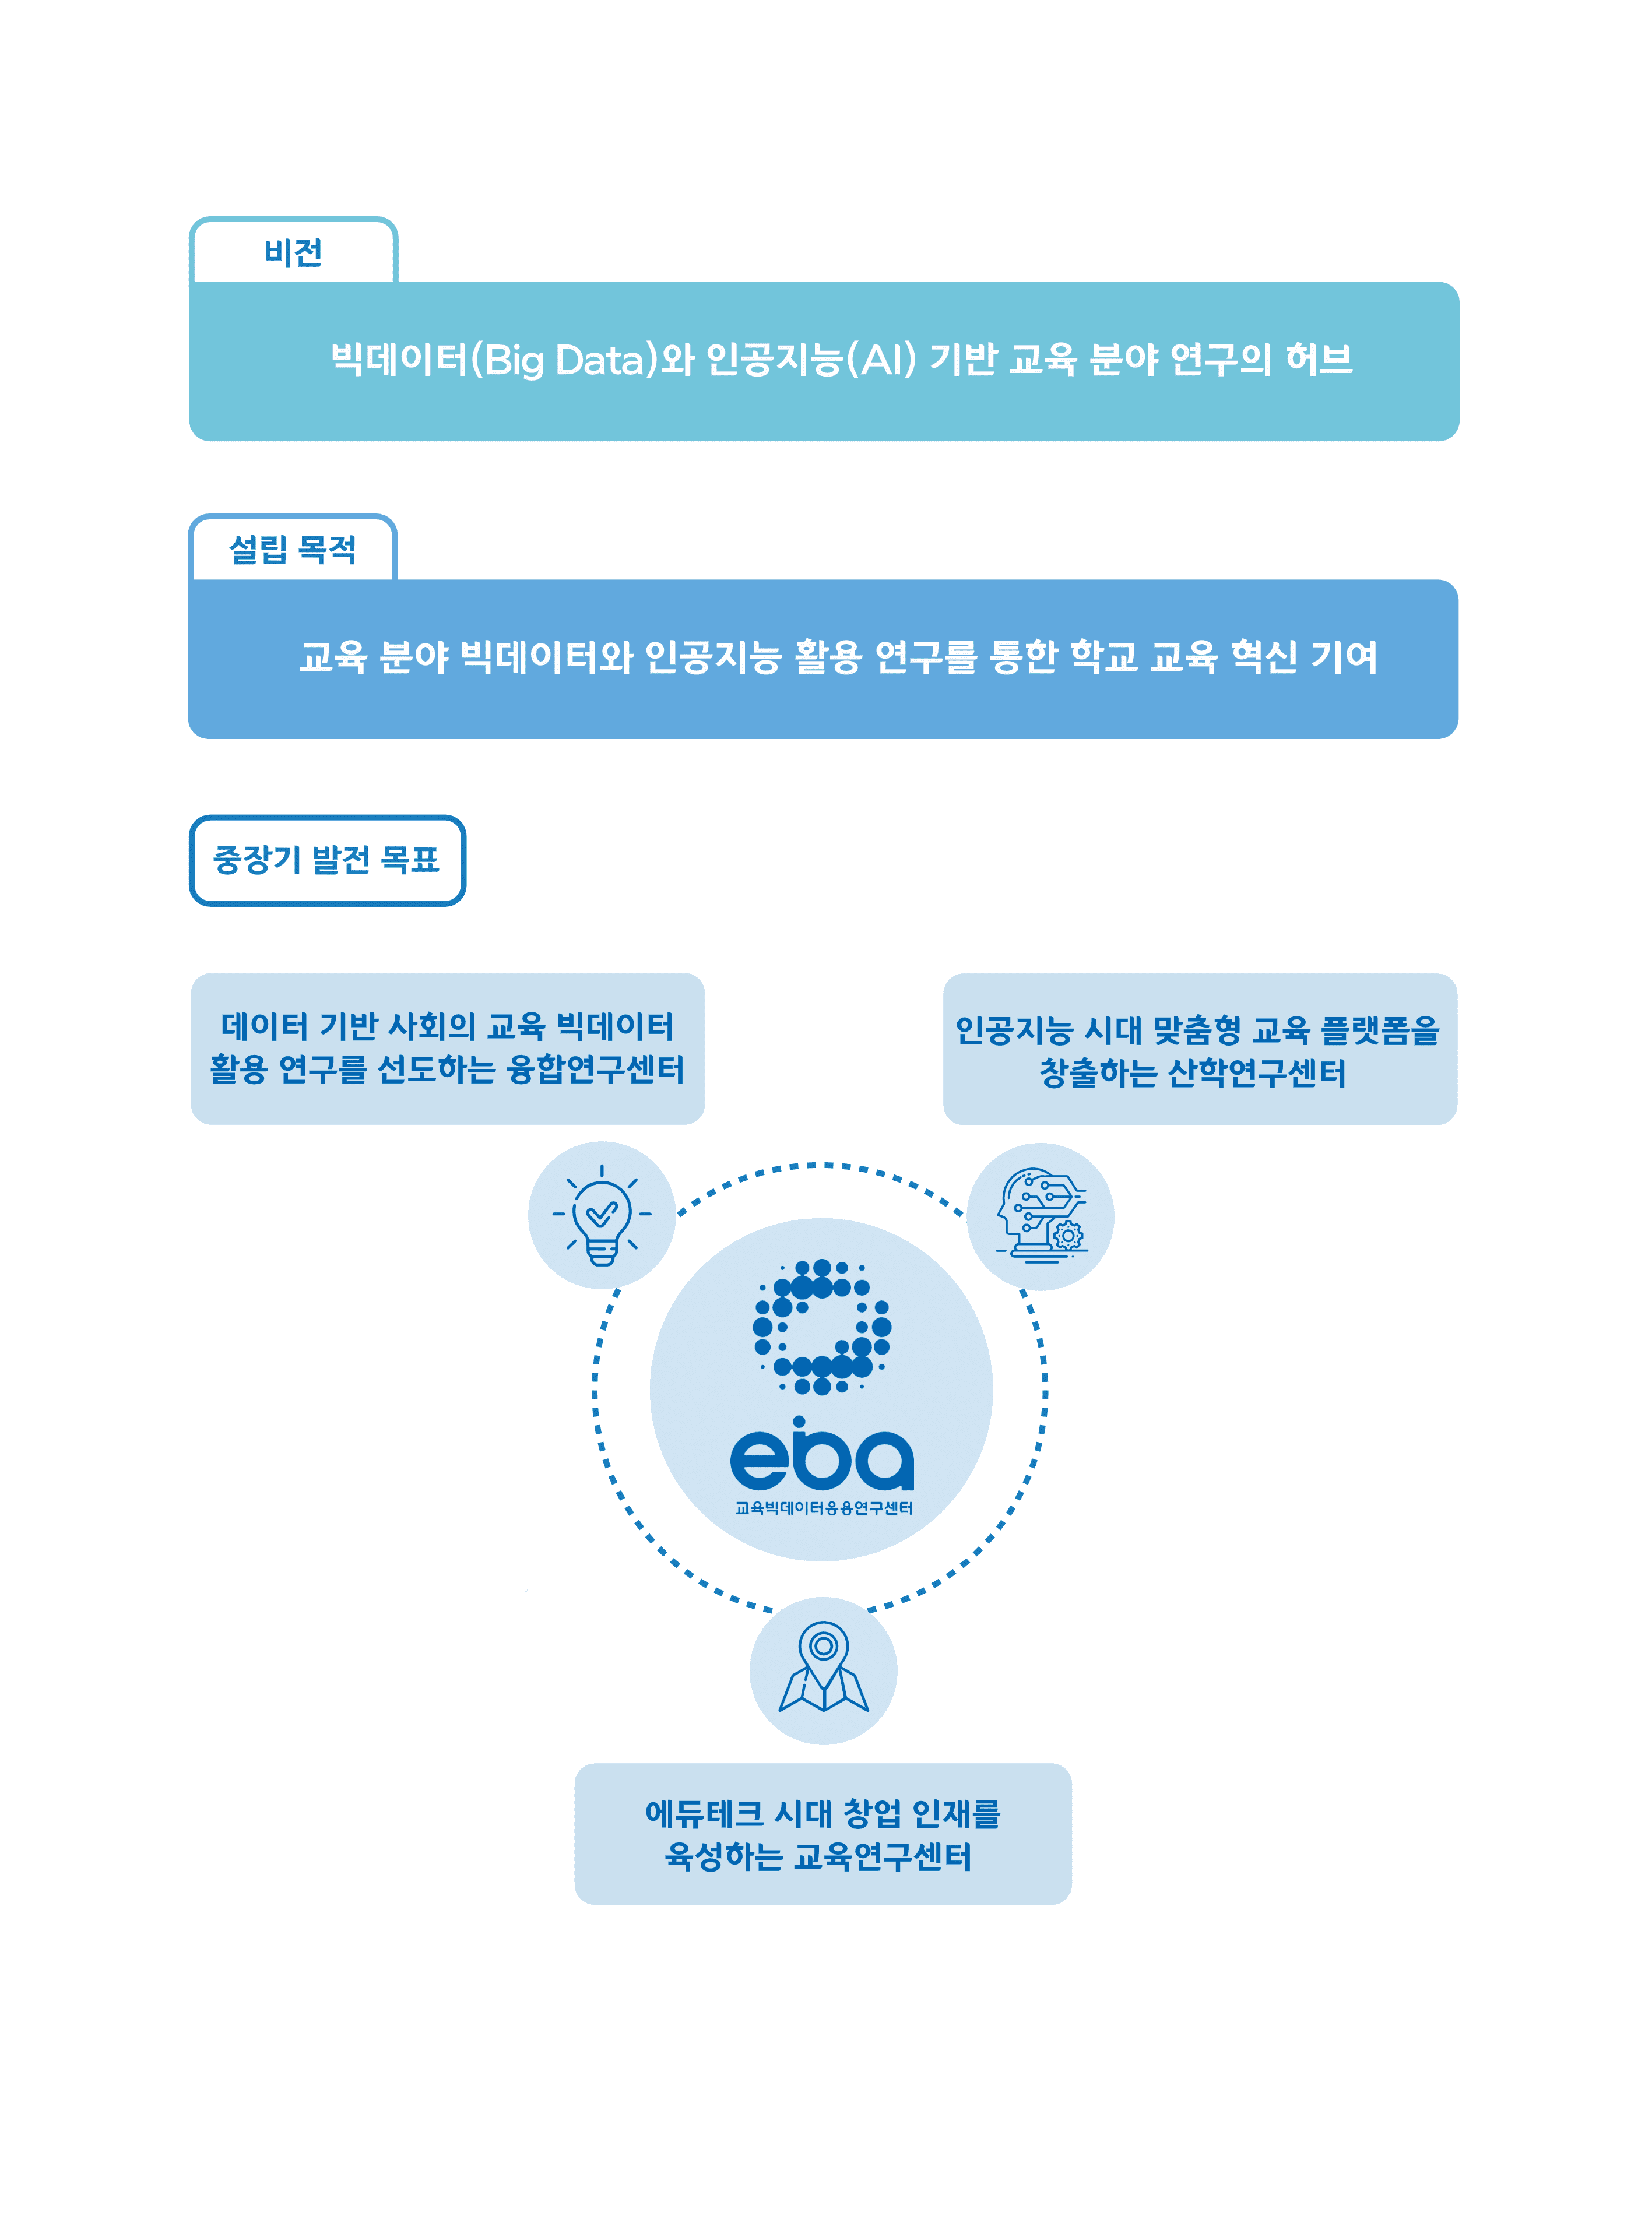 비전
빅데이터(Big Data)와 인공지능(AI) 기반 교육 분야 연구의 허브
설립 목적
교육 분야 빅데이터와 인공지능 활용 연구를 통한 학교 교육 혁신 기여
중장기 발전 목표
데이터 기반 사회의 교육 빅데이터
활용 연구를 선도하는 융합연구센터
인공지능 시대 맞춤형 교육 플랫폼을
창출하는 산학연구센터
eba
교육빅데이터응용연구센터
에듀테크 시대 창업 인재를
육성하는 교육연구센터